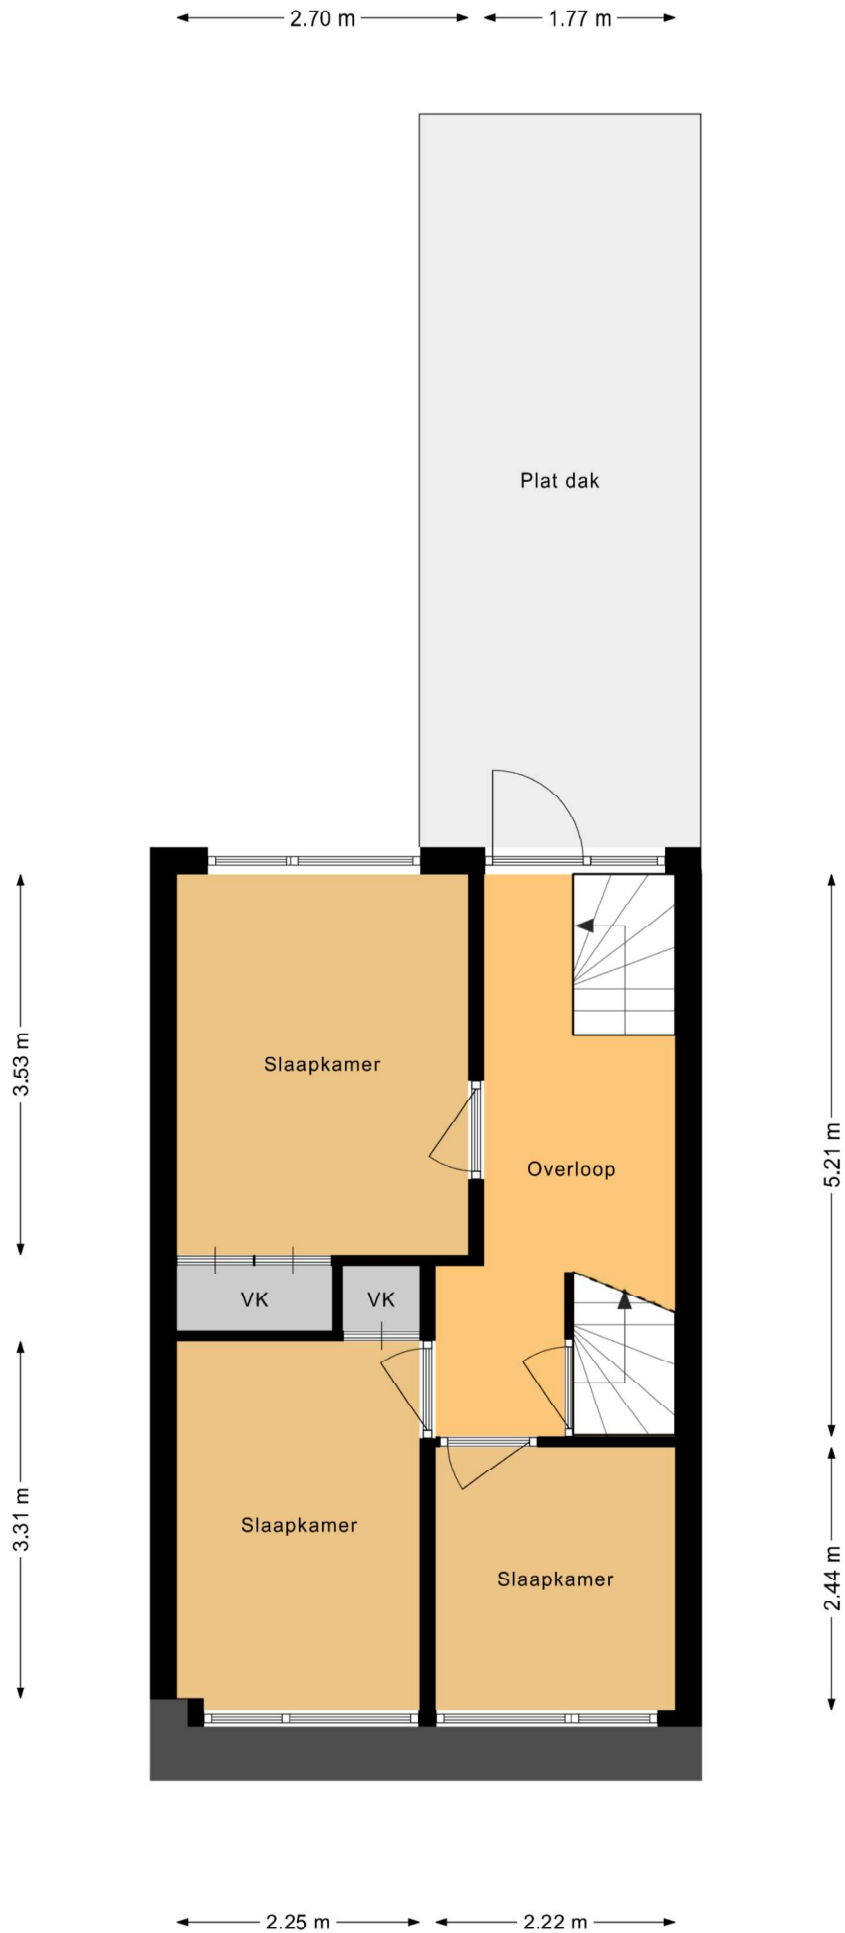 2.70 m
1.77 m
Plat dak
3.53 m
Slaapkamer
5.21 m
Overloop
VK
VK
3.31 m
Slaapkamer
2.44 m
Slaapkamer
2.25 m
2.22 m